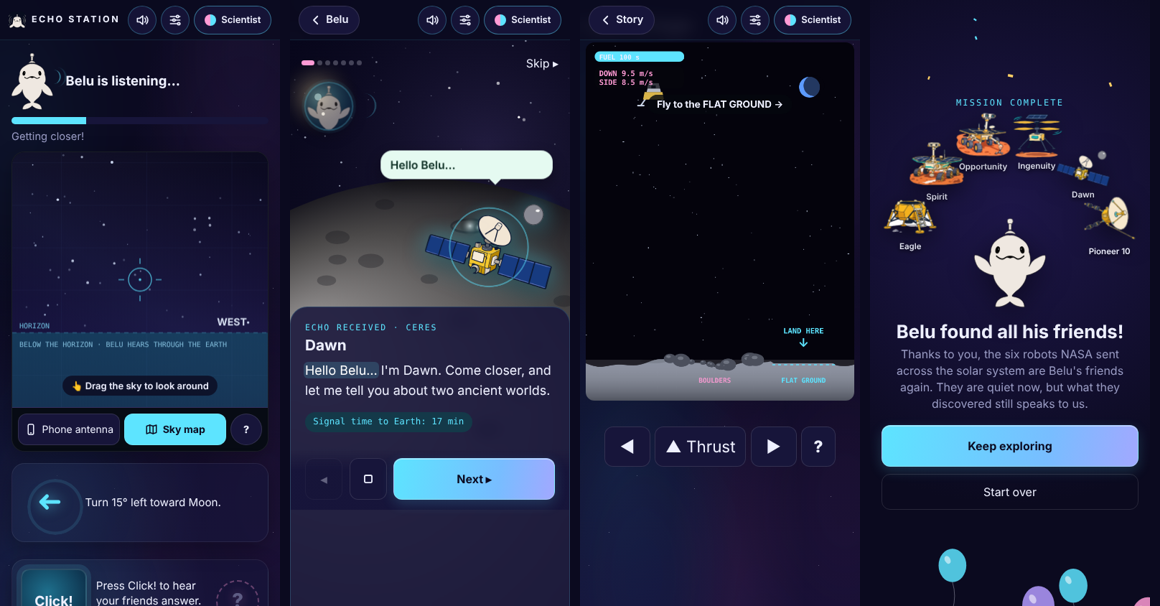 ECHO STATION
Scientist
Belu is listening...
Getting closer!
HORIZON
WEST·
BELOW THE HORIZON · BELU HEARS THROUGH THE EARTH
👆 Drag the sky to look around
Phone antenna
Sky map
?
Turn 15° left toward Moon.
Click!
Press Click! to hear
your friends answer.
?
Belu
Scientist
Skip ▸
Hello Belu...
ECHO RECEIVED · CERES
Dawn
Hello Belu... I'm Dawn. Come closer, and
let me tell you about two ancient worlds.
Signal time to Earth: 17 min
Next ▸
Story
Scientist
FUEL 100 %
DOWN 9.5 m/s
SIDE 8.5 m/s
Fly to the FLAT GROUND →
LAND HERE
BOULDERS
FLAT GROUND
Thrust
?
MISSION COMPLETE
Opportunity
Ingenuity
Spirit
Dawn
Eagle
Pioneer 10
Belu found all his friends!
Thanks to you, the six robots NASA sent
across the solar system are Belu's friends
again. They are quiet now, but what they
discovered still speaks to us.
Keep exploring
Start over